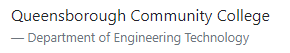 Queensborough Community College
— Department of Engineering Technology